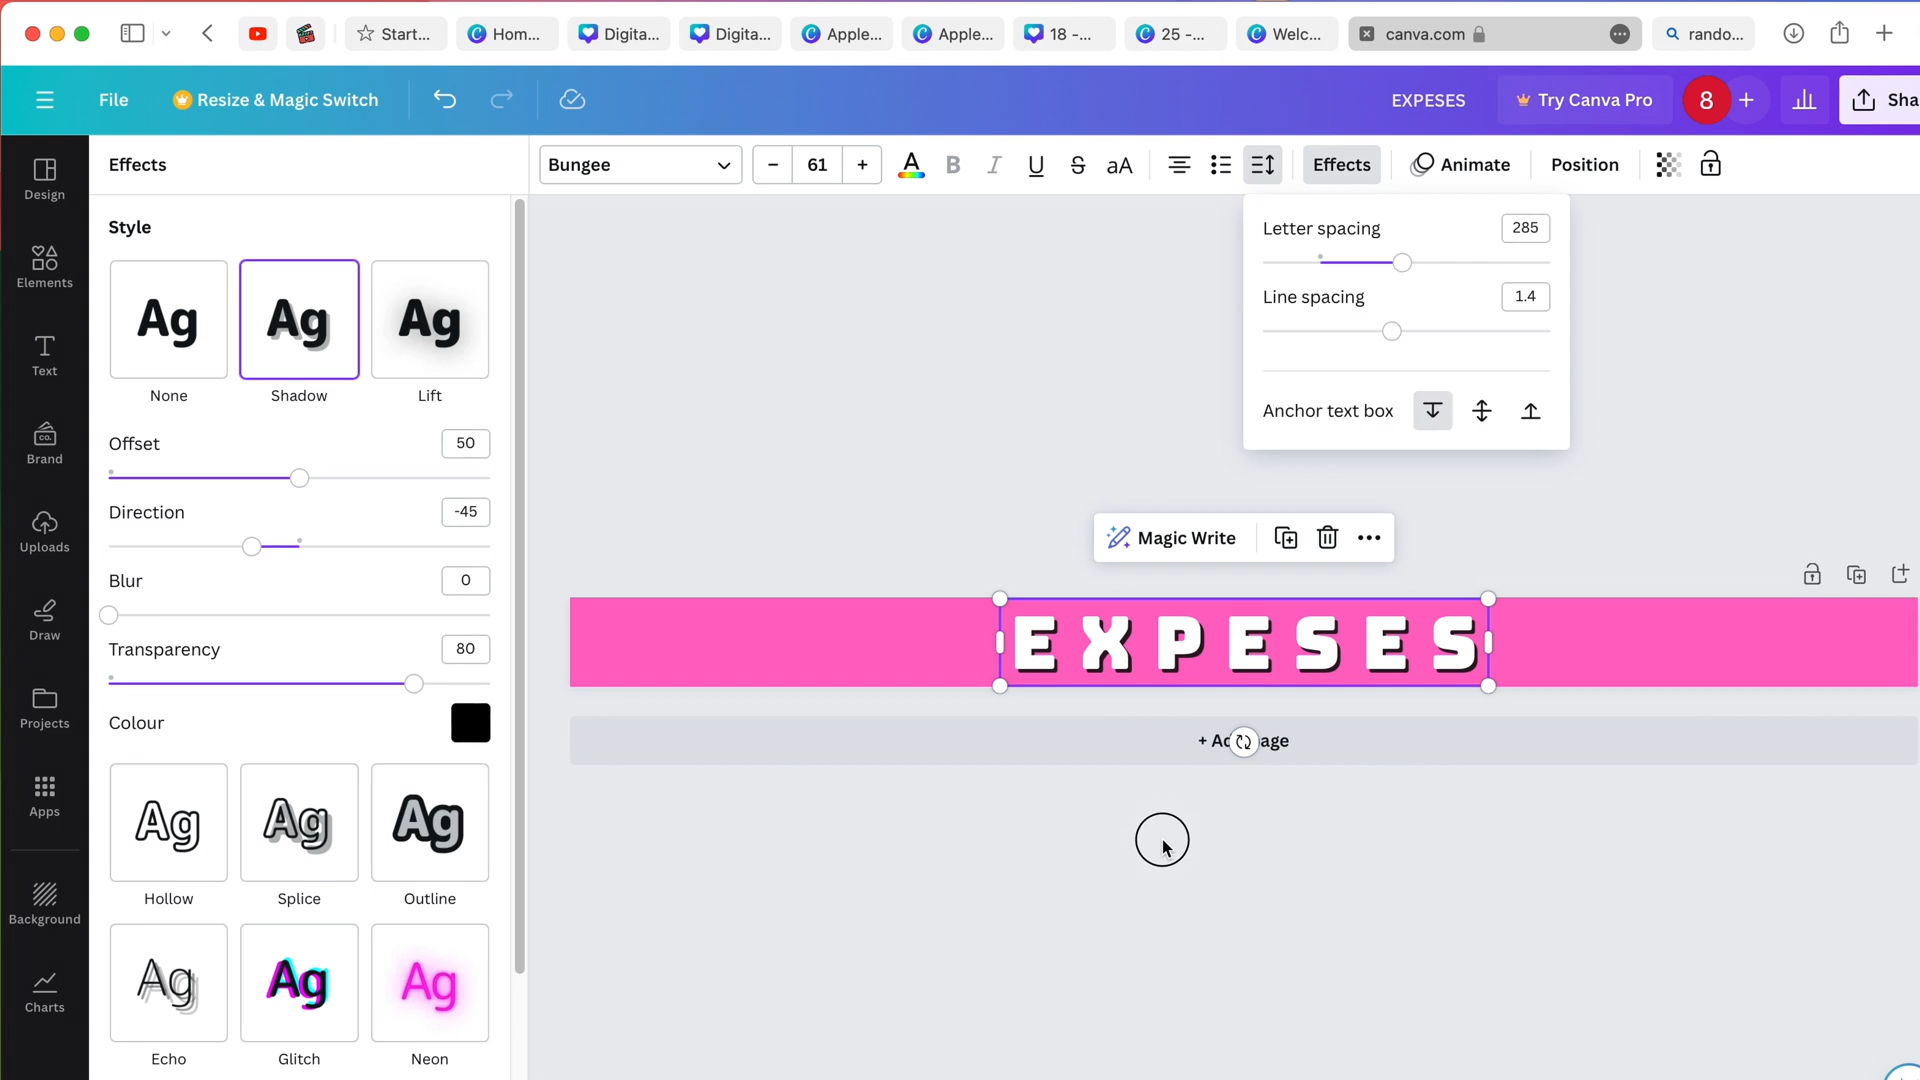 Start...
Hom...
Digita...
Digita...
Apple...
Apple...
18 -...
25 -...
Welc...
canva.com
rando...
File
Resize & Magic Switch
EXPESES
Try Canva Pro
8
Sha
Effects
Bungee
61
A
B
I
U
S
aA
Effects
Animate
Position
Design
Elements
Text
Brand
Uploads
Draw
Projects
Apps
Background
Charts
Style
Ag
Ag
Ag
None
Shadow
Lift
Offset
50
Direction
-45
Blur
0
Transparency
80
Colour
Ag
Ag
Ag
Hollow
Splice
Outline
Ag
Ag
Ag
Echo
Glitch
Neon
Letter spacing
285
Line spacing
1.4
Anchor text box
Magic Write
EXPESES
+ Ad age